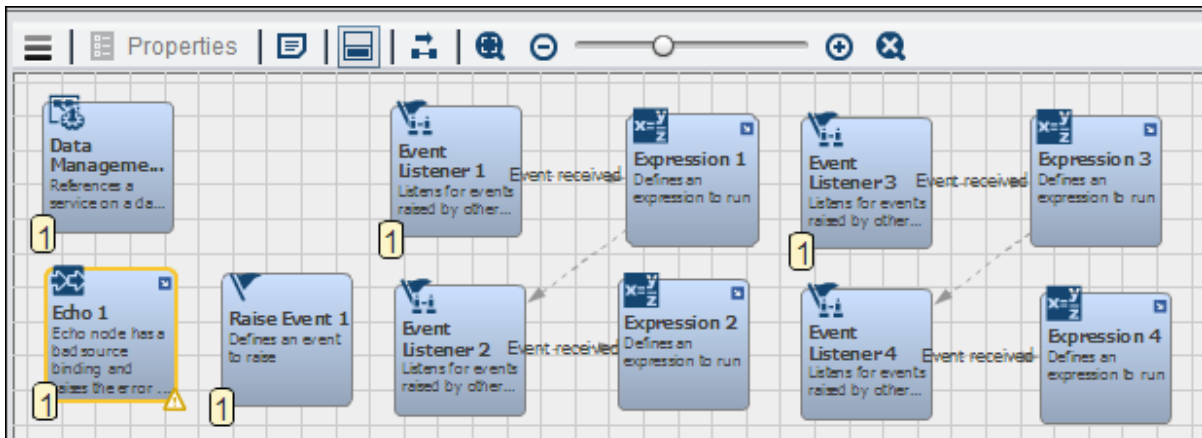 Properties
Data
Manageme...
References a
service on a da...
1
Event
Listener 1
Listens for events
raised by other...
1
Event received
Expression 1
Defines an
expression to run
Event
Listener 3
Listens for events
raised by other...
1
Event received
Expression 3
Defines an
expression to run
Echo 1
Echo node has a
bad source
binding and
raises the error ...
1
Raise Event 1
Defines an event
to raise
1
Event
Listener 2
Listens for events
raised by other...
Event received
Expression 2
Defines an
expression to run
Event
Listener 4
Listens for events
raised by other...
Event received
Expression 4
Defines an
expression to run